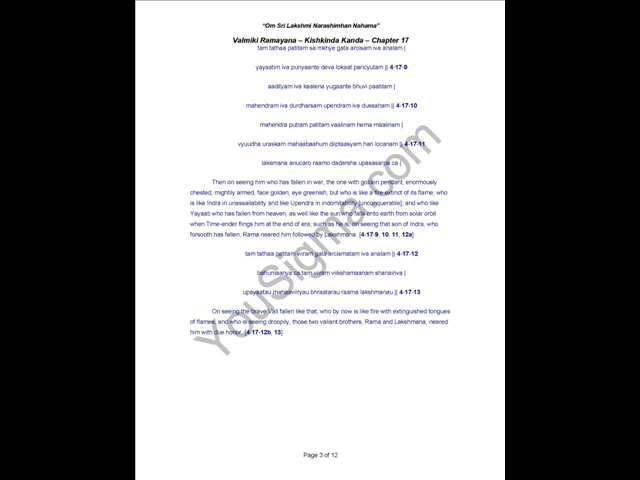 "Om Sri Lakshmi Narashimhan Nahama"
Valmiki Ramayana – Kishkinda Kanda – Chapter 17
tam tathaa patitam sa.mkhye gata arcisam iva analam |
yayaatim iva punyaante deva lokaat paricyutam || 4-17-9
aadityam iva kaalena yugaante bhuvi paatitam |
mahendram iva durdharsam upendram iva dussaham || 4-17-10
mahendra putram patitam vaalinam hema maalinam |
vyuudha uraskam mahaabaahum diiptaasyam hari locanam || 4-17-11
laksmana anucaro raamo dadarsha upasasarpa ca |
Then on seeing him who has fallen in war, the one with golden pendant, enormously
chested, mightily armed, face golden, eye greenish, but who is like a fire extinct of its flame; who
is like Indra in unassailability and like Upendra in indomitability [unconquerable]; and who like
Yayaati who has fallen from heaven, as well like the sun who falls onto earth from solar orbit
when Time-ender flings him at the end of era; such as he is, on seeing that son of Indra, who
forsooth has fallen, Rama neared him followed by Lakshmana. [4-17-9, 10, 11, 12a]
tam tathaa patitam viiram gata arcismatam iva analam || 4-17-12
bahumaanya ca tam viiram viikshamaanam shanairiva |
upayaatau mahaaviiryau bhraatarau raama lakshmanau || 4-17-13
On seeing the brave Vali fallen like that, who by now is like fire with extinguished tongues
of flames, and who is seeing droopily, those two valiant brothers, Rama and Lakshmana, neared
him with due honor. [4-17-12b, 13]
YouSigma.com
Page 3 of 12